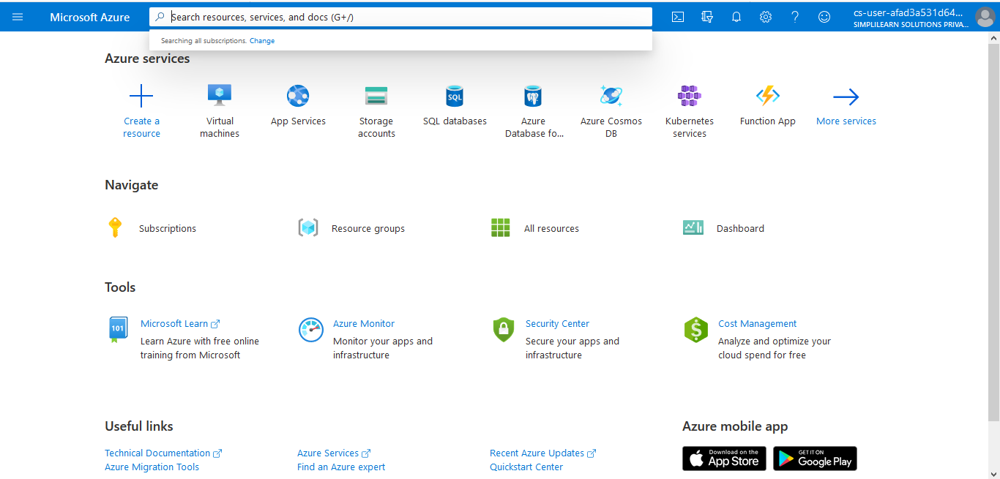 Microsoft Azure
Search resources, services, and docs (G+/)
cs-user-afad3a531d64...
SIMPLILEARN SOLUTIONS PRIVA...
Searching all subscriptions. Change
Azure services
Create a
resource
Virtual
machines
App Services
Storage
accounts
SQL
SQL databases
Azure
Database fo...
Azure Cosmos
DB
Kubernetes
services
Function App
More services
Navigate
Subscriptions
Resource groups
All resources
Dashboard
Tools
101
Microsoft Learn
Learn Azure with free online
training from Microsoft
Azure Monitor
Monitor your apps and
infrastructure
Security Center
Secure your apps and
infrastructure
$
Cost Management
Analyze and optimize your
cloud spend for free
Useful links
Technical Documentation
Azure Migration Tools
Azure Services
Find an Azure expert
Recent Azure Updates
Quickstart Center
Azure mobile app
Download on the
App Store
GET IT ON
Google Play